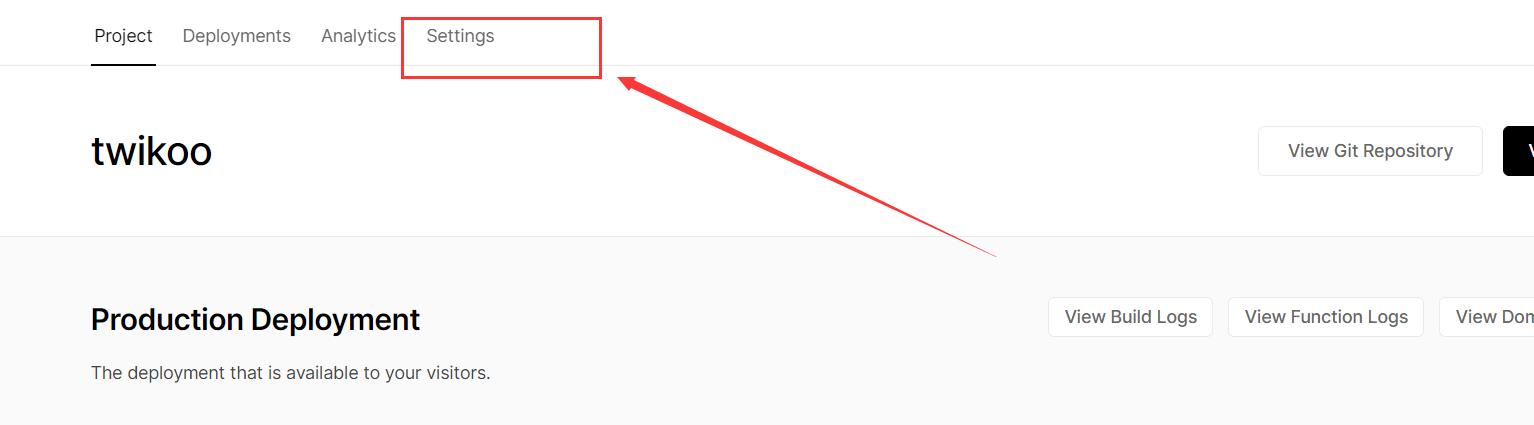 Project Deployments Analytics Settings
twikoo
View Git Repository
Production Deployment
View Build Logs View Function Logs View
The deployment that is available to your visitors.